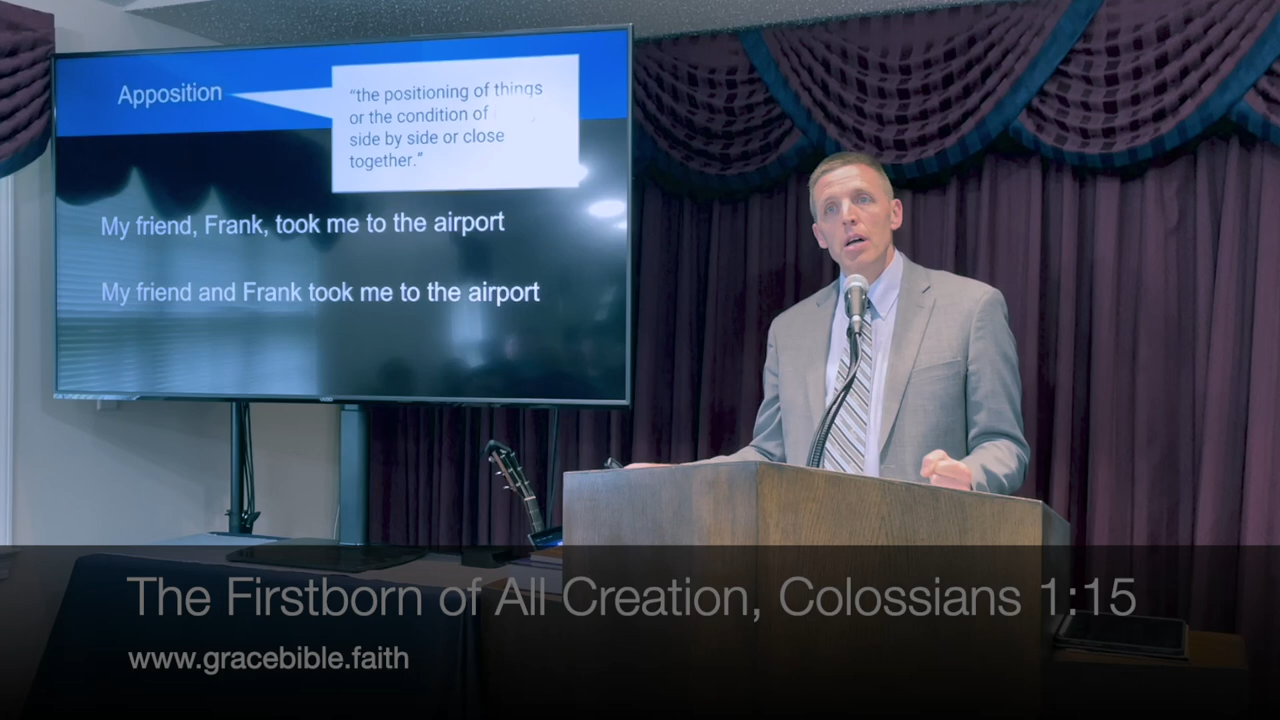 Apposition
“the positioning of things
or the condition of
side by side or close
together.”
My friend, Frank, took me to the airport
My friend and Frank took me to the airport
The Firstborn of All Creation, Colossians 1:15
www.gracebible.faith